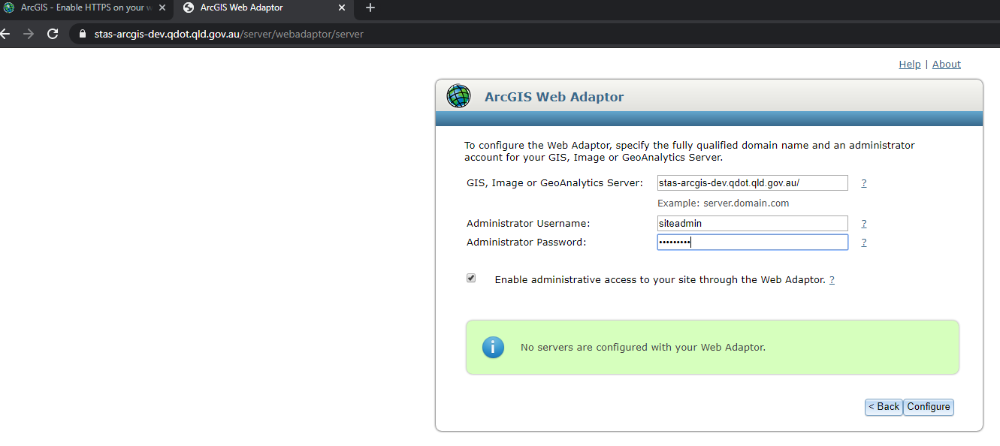 ArcGIS - Enable HTTPS on your
ArcGIS Web Adaptor
stas-arcgis-dev.qdot.qld.gov.au/server/webadaptor/server
Help | About
ArcGIS Web Adaptor
To configure the Web Adaptor, specify the fully qualified domain name and an administrator
account for your GIS, Image or GeoAnalytics Server.
GIS, Image or GeoAnalytics Server: stas-arcgis-dev.qdot.qld.gov.au/ ?
Example: server.domain.com
Administrator Username: siteadmin ?
Administrator Password: ••••••••• ?
Enable administrative access to your site through the Web Adaptor. ?
No servers are configured with your Web Adaptor.
< Back Configure